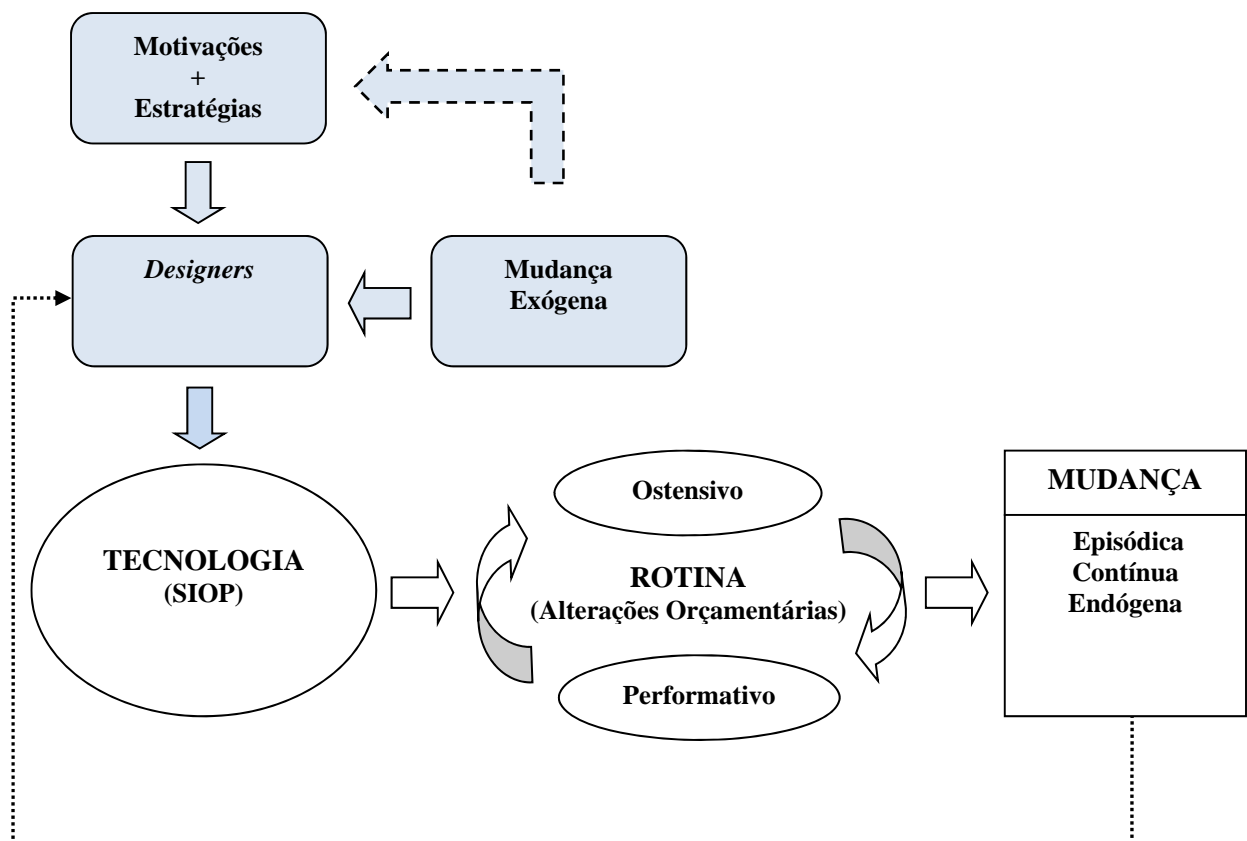 Motivações
+
Estratégias
Designers
Mudança
Exógena
TECNOLOGIA
(SIOP)
Ostensivo
ROTINA
(Alterações Orçamentárias)
Performativo
MUDANÇA
Episódica
Contínua
Endógena